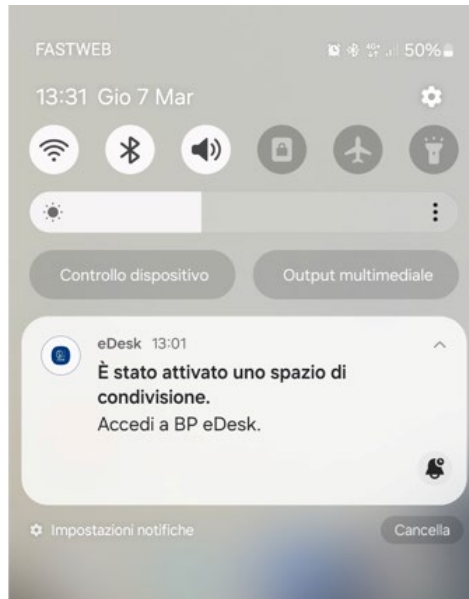 FASTWEB 50%
13:31 Gio 7 Mar
Controllo dispositivo Output multimediale
eDesk 13:01
È stato attivato uno spazio di
condivisione.
Accedi a BP eDesk.
Impostazioni notifiche Cancella